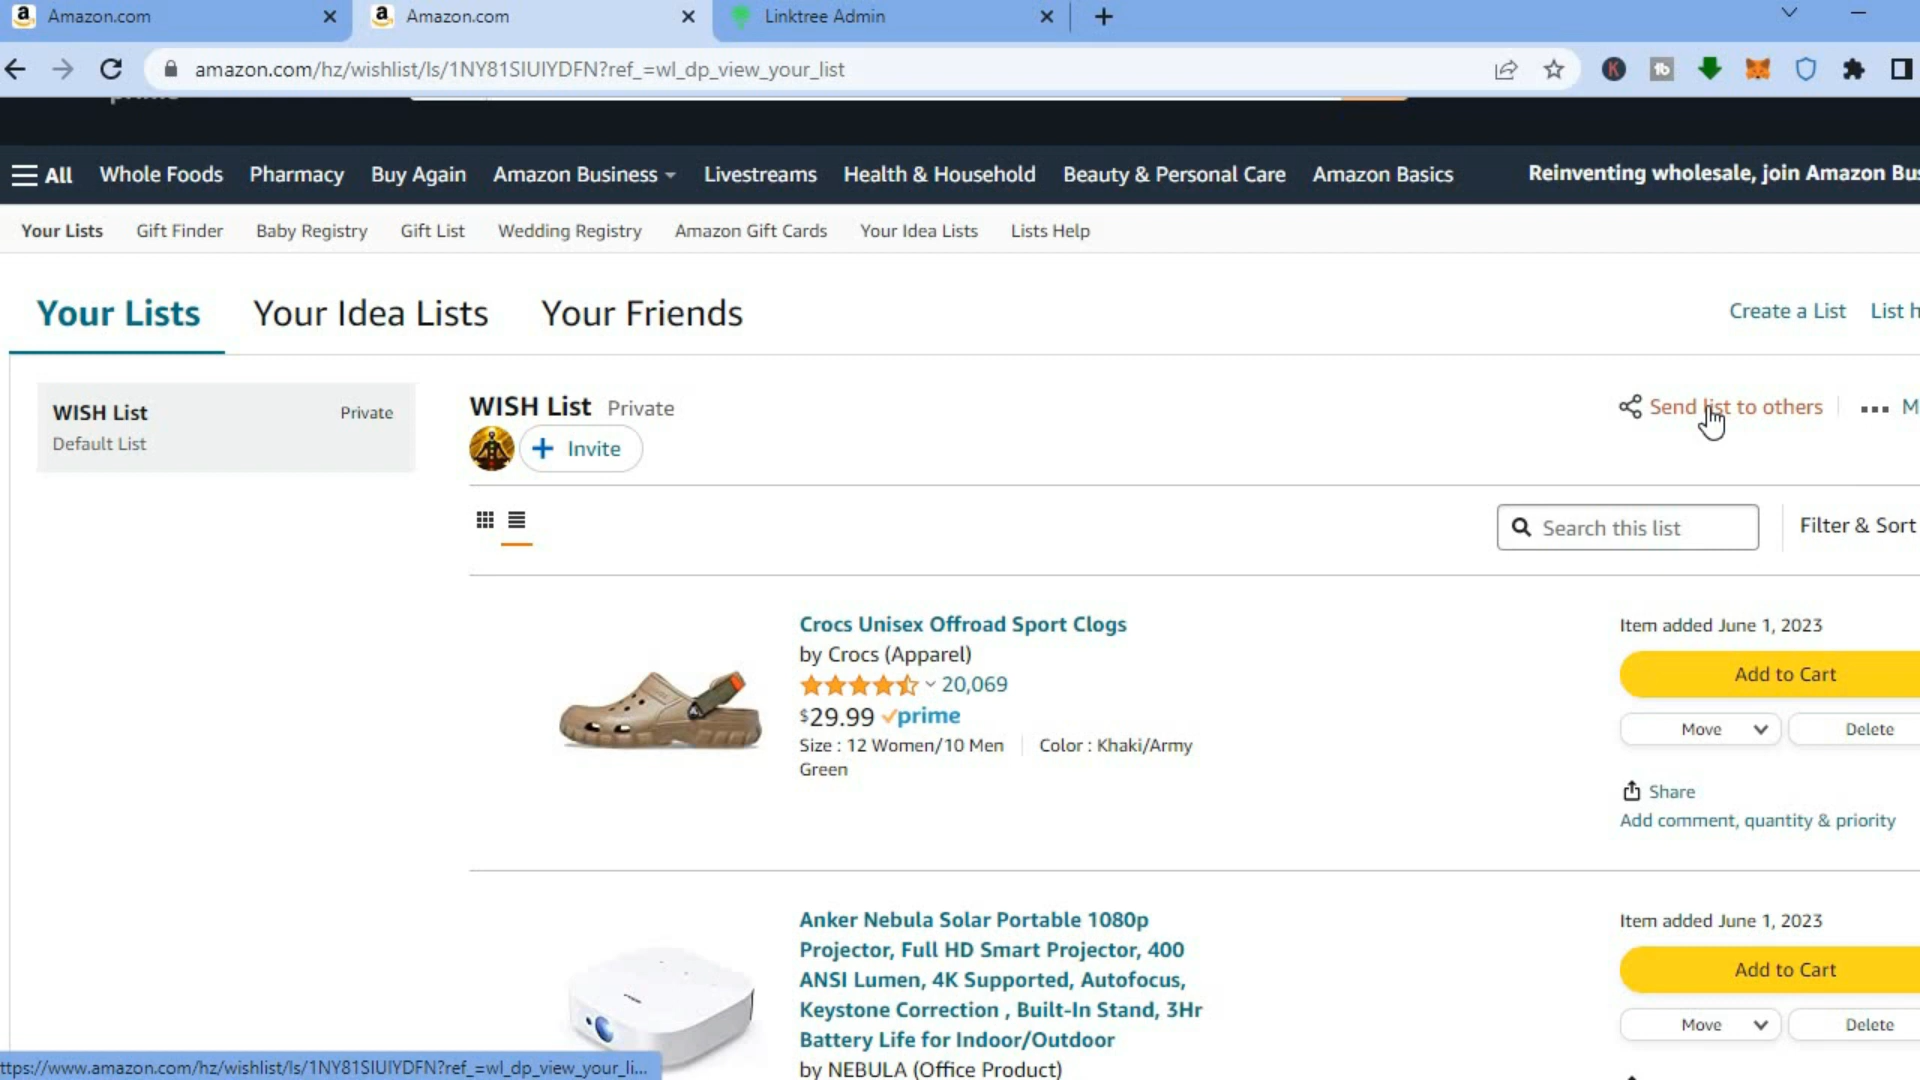 Amazon.com
Amazon.com
Linktree Admin
amazon.com/hz/wishlist/ls/1NY81SIUIYDFN?ref_=wl_dp_view_your_list
prime
All Whole Foods Pharmacy Buy Again Amazon Business Livestreams Health & Household Beauty & Personal Care Amazon Basics Reinventing wholesale, join Amazon Bus
Your Lists Gift Finder Baby Registry Gift List Wedding Registry Amazon Gift Cards Your Idea Lists Lists Help
Your Lists Your Idea Lists Your Friends Create a List List h
WISH List Private
Default List
WISH List Private
Send list to others M
+ Invite
Search this list Filter & Sort
Crocs Unisex Offroad Sport Clogs
by Crocs (Apparel)
20,069
$29.99 prime
Size : 12 Women/10 Men Color : Khaki/Army
Green
Item added June 1, 2023
Add to Cart
Move Delete
Share
Add comment, quantity & priority
Anker Nebula Solar Portable 1080p
Projector, Full HD Smart Projector, 400
ANSI Lumen, 4K Supported, Autofocus,
Keystone Correction , Built-In Stand, 3Hr
Battery Life for Indoor/Outdoor
by NEBULA (Office Product)
Item added June 1, 2023
Add to Cart
Move Delete
ttps://www.amazon.com/hz/wishlist/ls/1NY81SIUIYDFN?ref_=wl_dp_view_your_li...